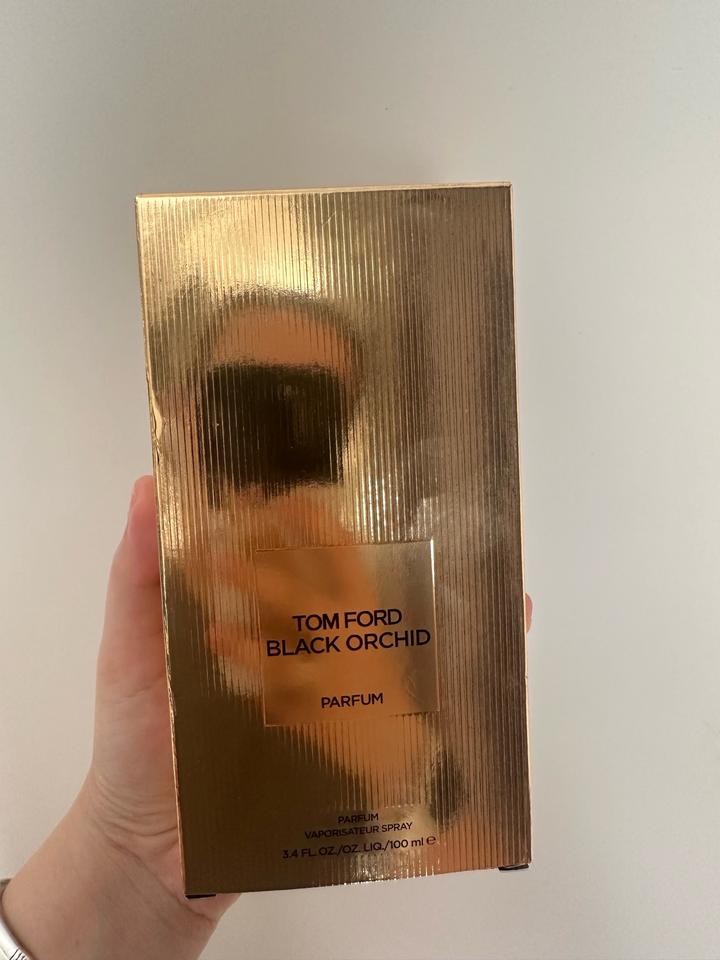 TOM FORD
BLACK ORCHID
PARFUM
PARFUM
VAPORISATEUR SPRAY
3.4 FL. OZ./OZ. LIQ./100 ml ℮